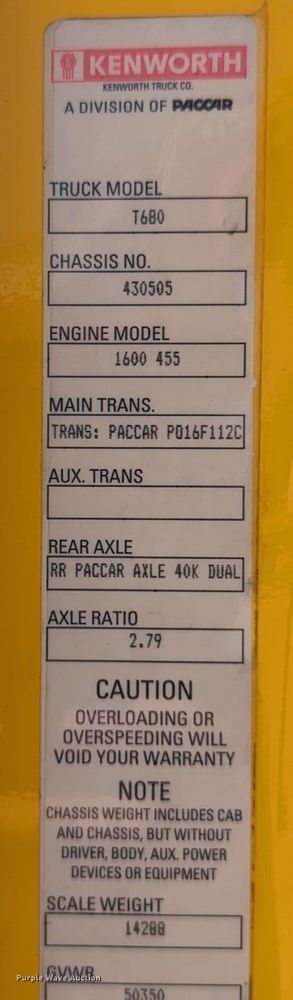 KENWORTH
KENWORTH TRUCK CO.
A DIVISION OF PACCAR
TRUCK MODEL
T680
CHASSIS NO.
430505
ENGINE MODEL
1600 455
MAIN TRANS.
TRANS: PACCAR PO16F112C
AUX. TRANS
REAR AXLE
RR PACCAR AXLE 40K DUAL
AXLE RATIO
2.79
CAUTION
OVERLOADING OR
OVERSPEEDING WILL
VOID YOUR WARRANTY
NOTE
CHASSIS WEIGHT INCLUDES CAB
AND CHASSIS, BUT WITHOUT
DRIVER, BODY, AUX. POWER
DEVICES OR EQUIPMENT
SCALE WEIGHT
14288
Purple Wave Auction
GVWR
50350